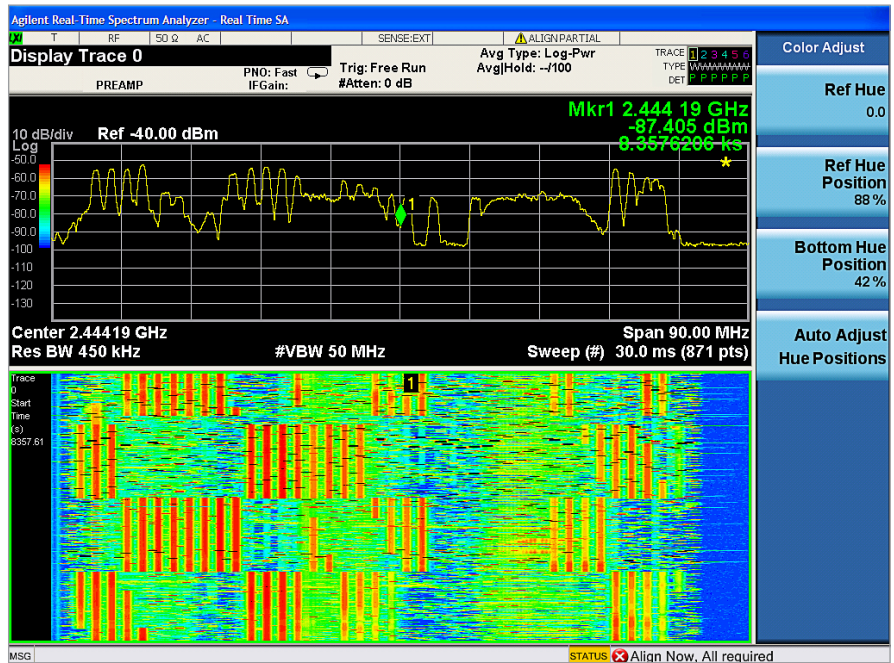 Agilent Real-Time Spectrum Analyzer - Real Time SA
LXI T RF 50 Ω AC SENSE:EXT ALIGN PARTIAL
Display Trace 0
PREAMP
PNO: Fast
IFGain:
Trig: Free Run
#Atten: 0 dB
Avg Type: Log-Pwr
Avg|Hold: --/100
TRACE 1 2 3 4 5 6
TYPE
DET P P P P P P
Mkr1 2.444 19 GHz
-87.405 dBm
8.3576206 ks
10 dB/div Ref -40.00 dBm
Log
-50.0
-60.0
-70.0
-80.0
-90.0
-100
-110
-120
-130
1
Center 2.44419 GHz
Span 90.00 MHz
Res BW 450 kHz
#VBW 50 MHz
Sweep (#) 30.0 ms (871 pts)
Trace
0
Start
Time
(s)
8357.61
1
Color Adjust
Ref Hue
0.0
Ref Hue
Position
88 %
Bottom Hue
Position
42 %
Auto Adjust
Hue Positions
MSG
STATUS Align Now, All required